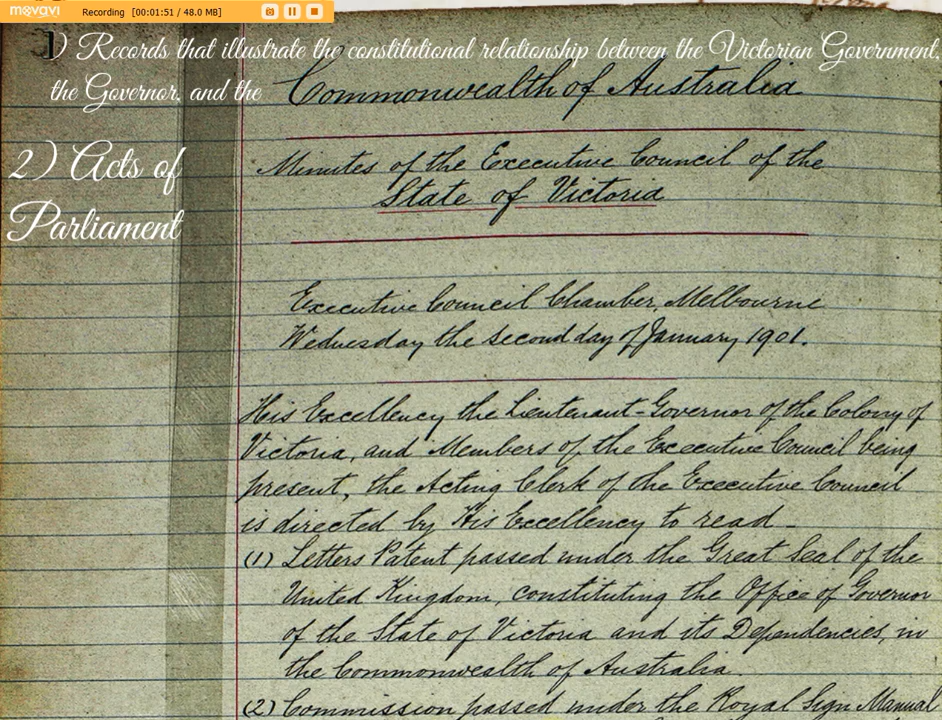 movavi Recording [00:01:51 / 48.0 MB]
1) Records that illustrate the constitutional relationship between the Victorian Government,
the Governor, and the
Commonwealth of Australia
2) Acts of
Parliament
Minutes of the Executive Council of the
State of Victoria
Executive Council Chamber, Melbourne
Wednesday the second day of January 1901.
His Excellency the Lieutenant-Governor of the Colony of
Victoria, and Members of the Executive Council being
present, the Acting Clerk of the Executive Council
is directed by His Excellency to read_
(1) Letters Patent passed under the Great Seal of the
United Kingdom, constituting the Office of Governor
of the State of Victoria and its Dependencies, in
the Commonwealth of Australia.
(2) Commission passed under the Royal Sign Manual